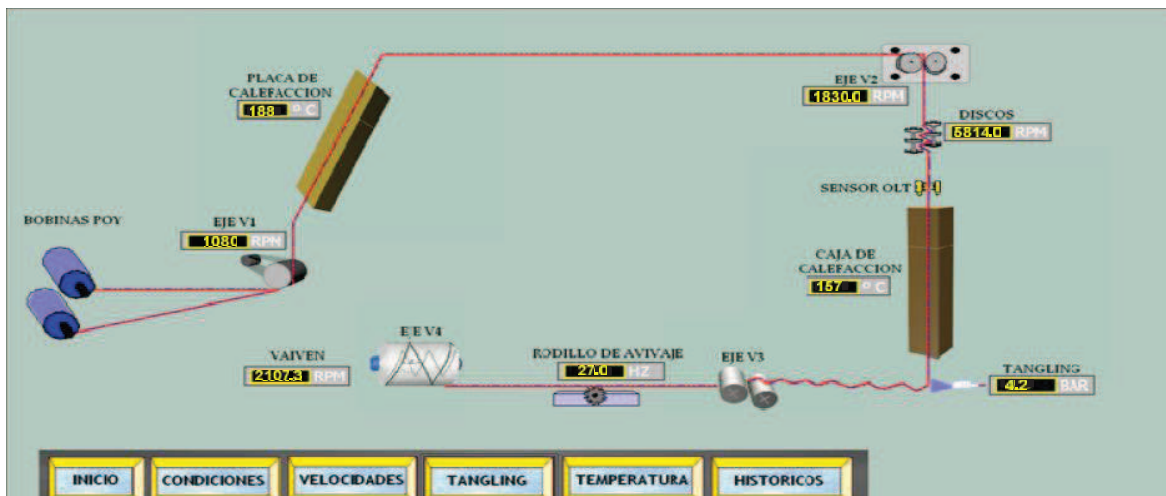 PLACA DE
CALEFACCION
188 º C
EJE V2
1830.0 RPM
DISCOS
5814.0 RPM
SENSOR OLT
BOBINAS POY
EJE V1
1080 RPM
CAJA DE
CALEFACCION
157 º C
EJE V4
VAIVEN
2107.3 RPM
RODILLO DE AVIVAJE
27.0 HZ
EJE V3
TANGLING
4.2 BAR
INICIO
CONDICIONES
VELOCIDADES
TANGLING
TEMPERATURA
HISTORICOS